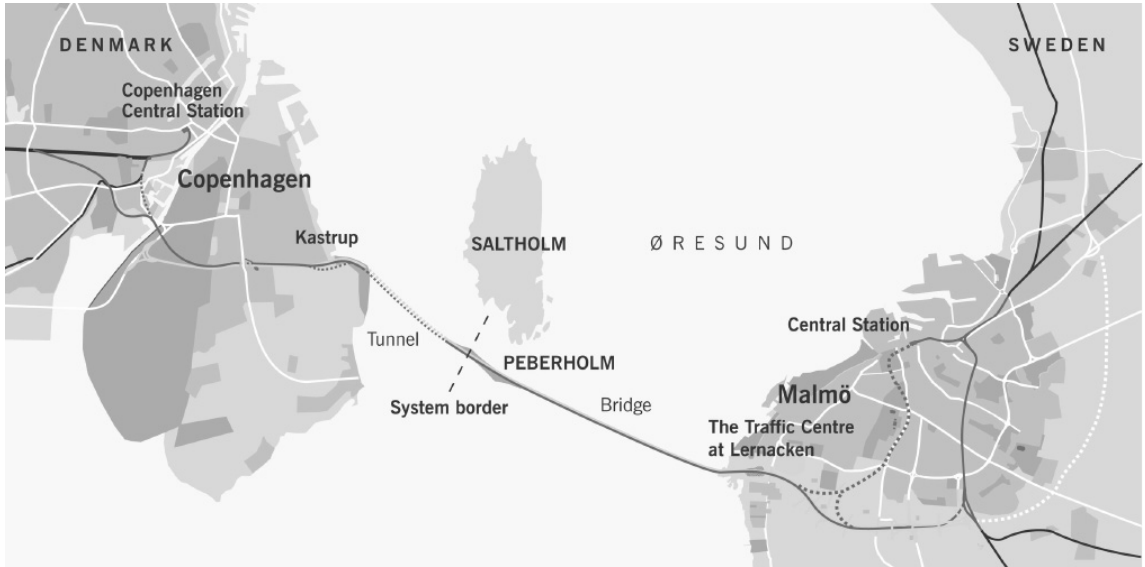 DENMARK
SWEDEN
Copenhagen
Central Station
Copenhagen
Kastrup
SALTHOLM
ØRESUND
Tunnel
PEBERHOLM
System border
Bridge
Central Station
Malmö
The Traffic Centre
at Lernacken